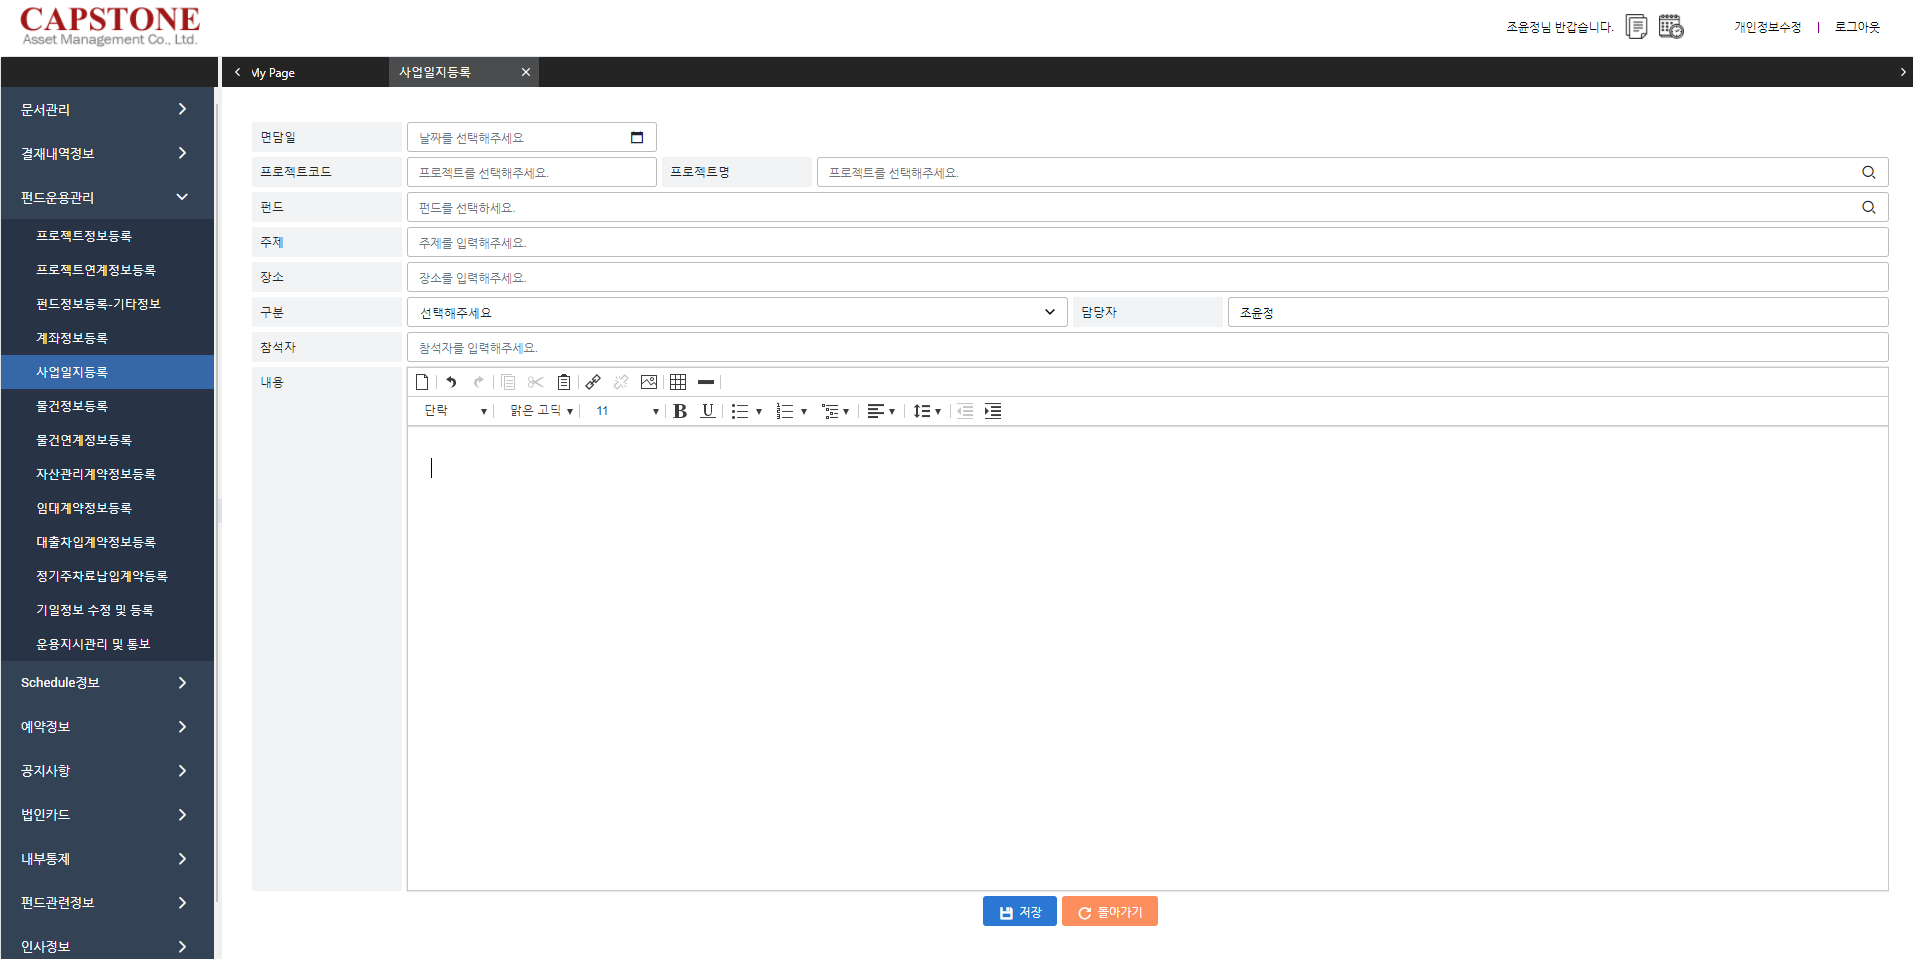 CAPSTONE
Asset Management Co., Ltd.
조윤정님 반갑습니다.
개인정보수정 | 로그아웃
My Page
사업일지등록
문서관리
결재내역정보
펀드운용관리
프로젝트정보등록
프로젝트연계정보등록
펀드정보등록-기타정보
계좌정보등록
사업일지등록
물건정보등록
물건연계정보등록
자산관리계약정보등록
임대계약정보등록
대출차입계약정보등록
정기주차료납입계약등록
기일정보 수정 및 등록
운용지시관리 및 통보
Schedule정보
예약정보
공지사항
법인카드
내부통제
펀드관련정보
인사정보
면담일 날짜를 선택해주세요
프로젝트코드 프로젝트를 선택해주세요. 프로젝트명 프로젝트를 선택해주세요.
펀드 펀드를 선택하세요.
주제 주제를 입력해주세요.
장소 장소를 입력해주세요.
구분 선택해주세요 담당자 조윤정
참석자 참석자를 입력해주세요.
내용
단락 맑은 고딕 11 B U
저장 돌아가기